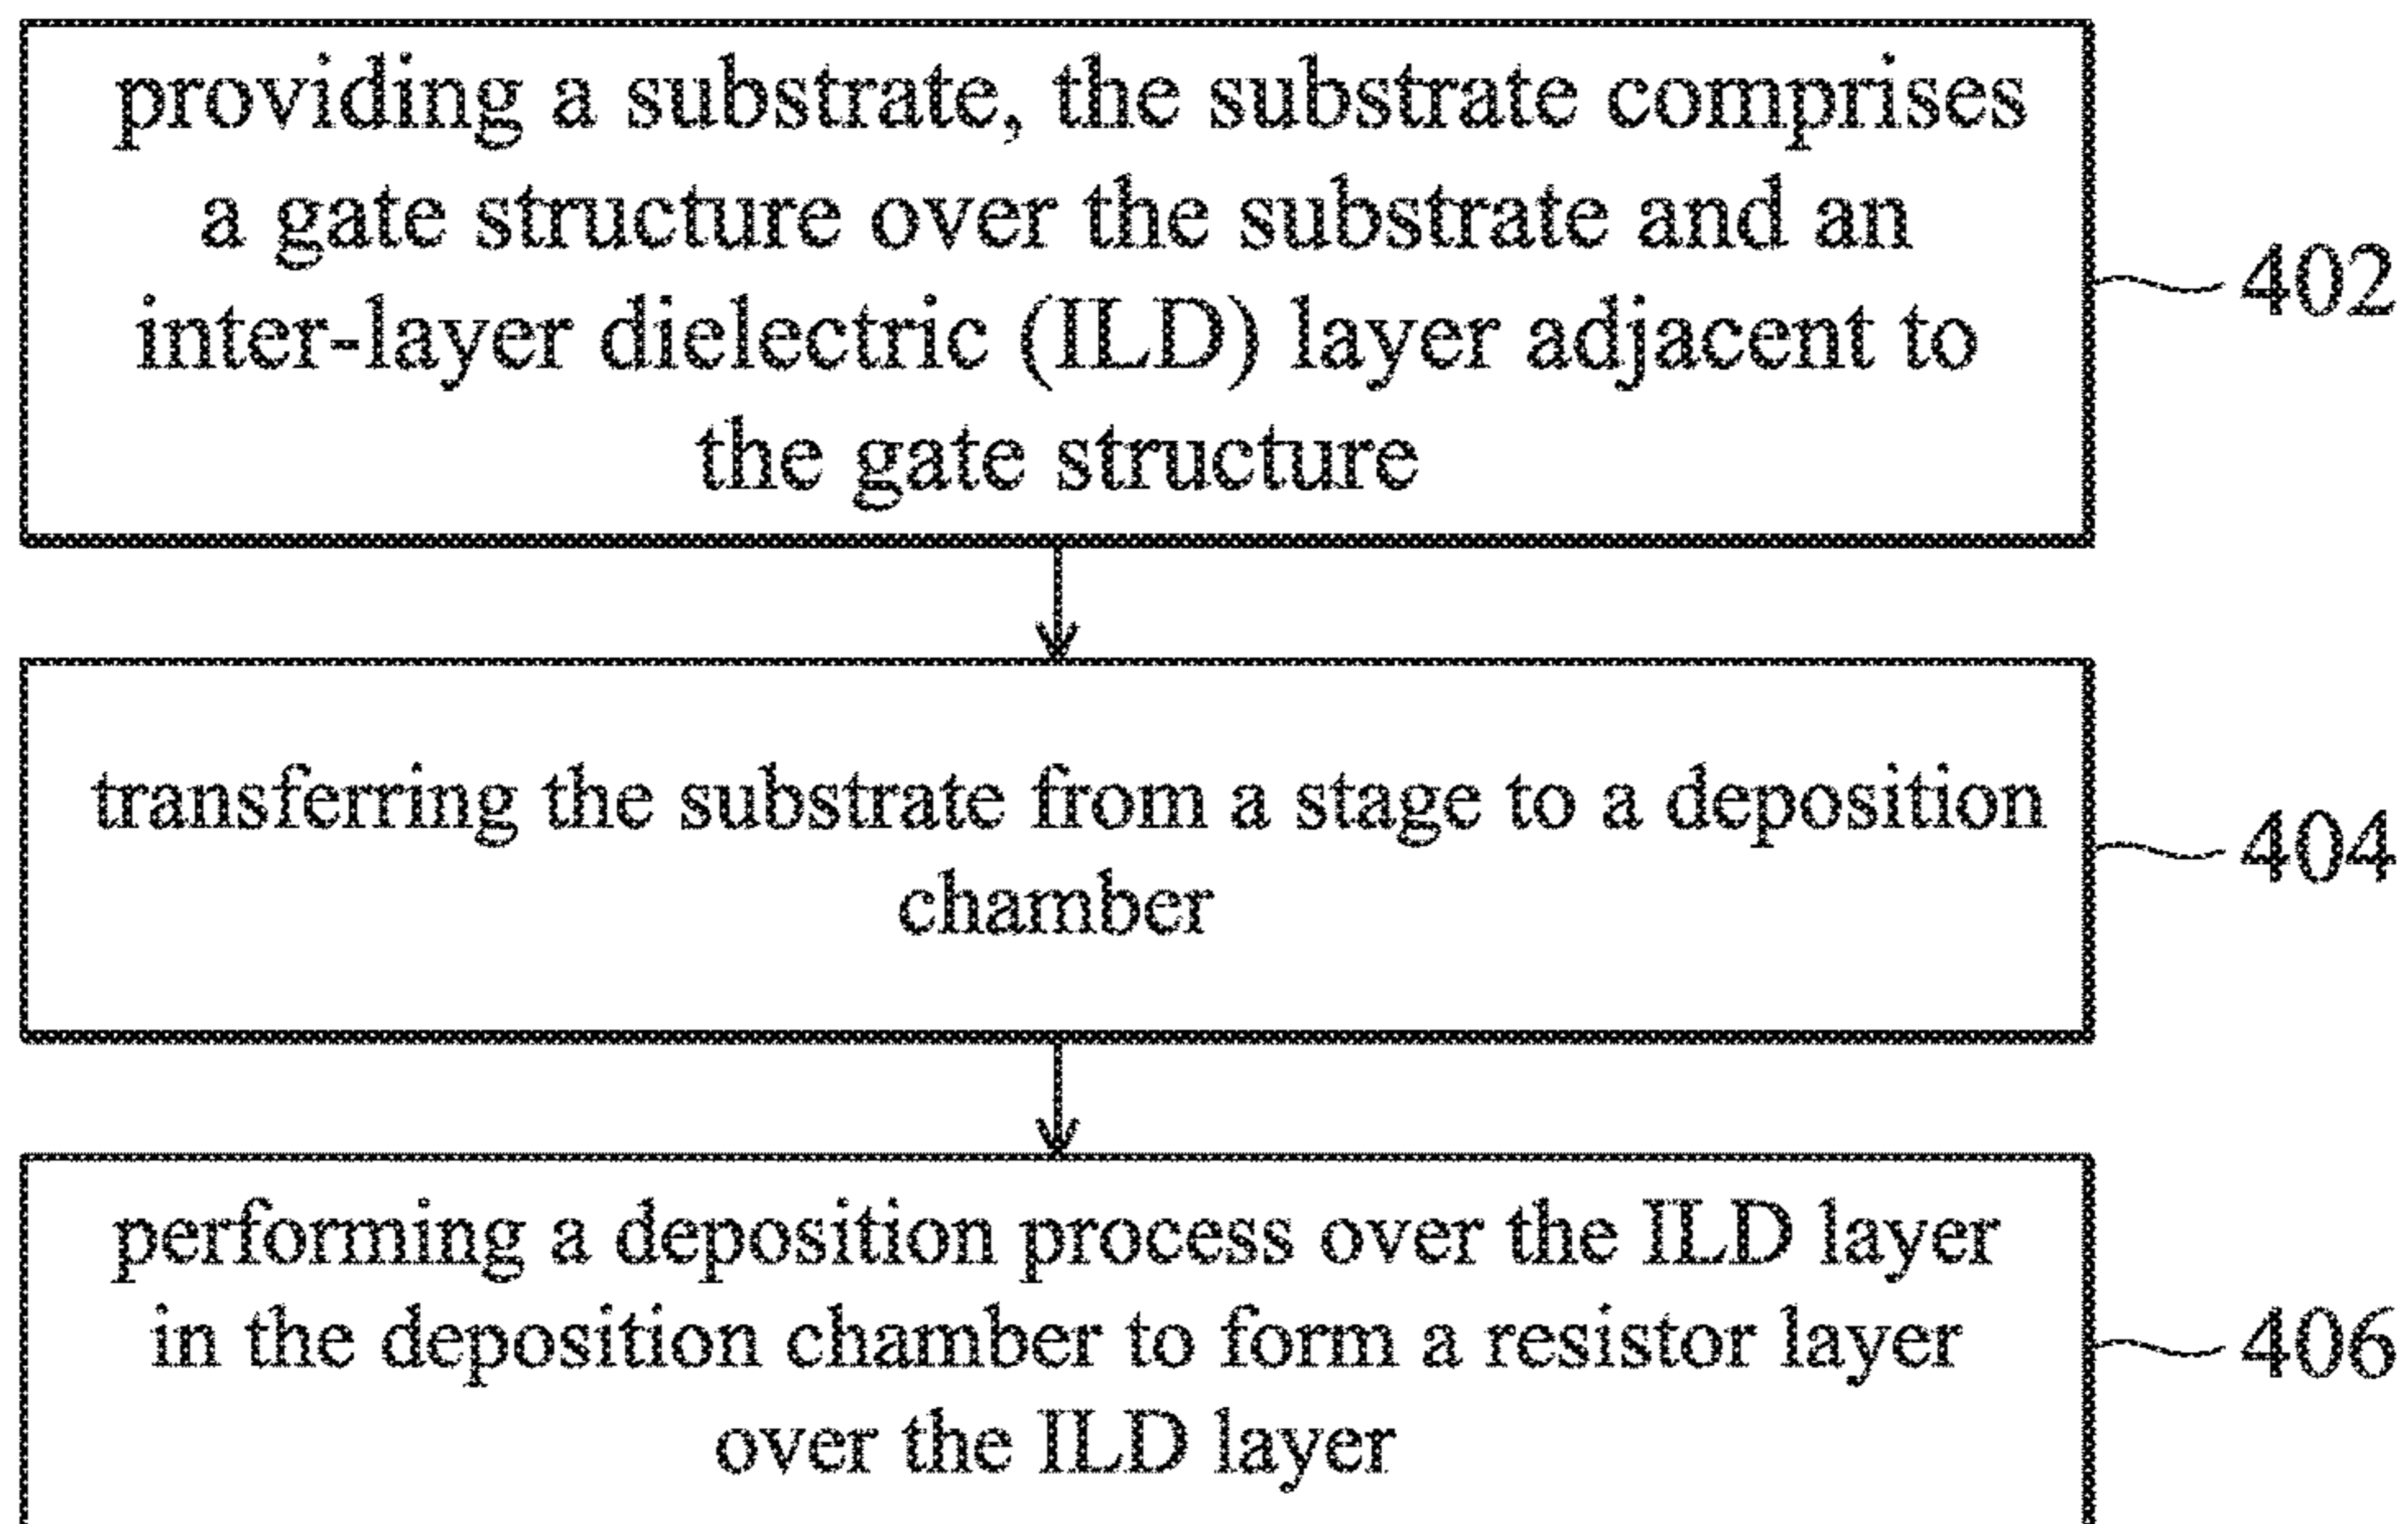 providing a substrate, the substrate comprises
a gate structure over the substrate and an
inter-layer dielectric (ILD) layer adjacent to
the gate structure
402
transferring the substrate from a stage to a deposition
chamber
404
performing a deposition process over the ILD layer
in the deposition chamber to form a resistor layer
over the ILD layer
406